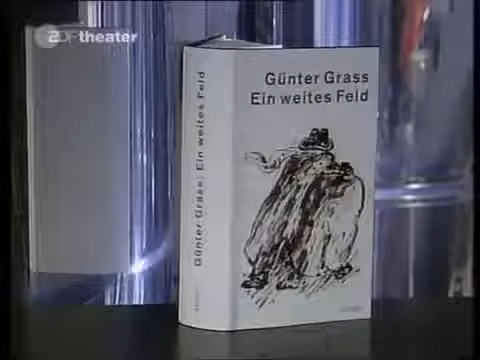 ZDFtheater
Günter Grass
Ein weites Feld
Günter Grass: Ein weites Feld